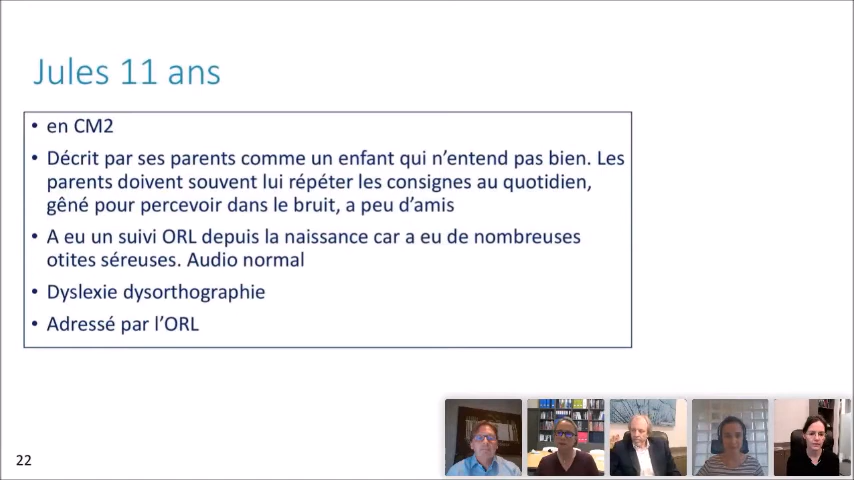 Jules 11 ans
• en CM2
• Décrit par ses parents comme un enfant qui n'entend pas bien. Les
parents doivent souvent lui répéter les consignes au quotidien,
gêné pour percevoir dans le bruit, a peu d'amis
• A eu un suivi ORL depuis la naissance car a eu de nombreuses
otites séreuses. Audio normal
• Dyslexie dysorthographie
• Adressé par l'ORL
22